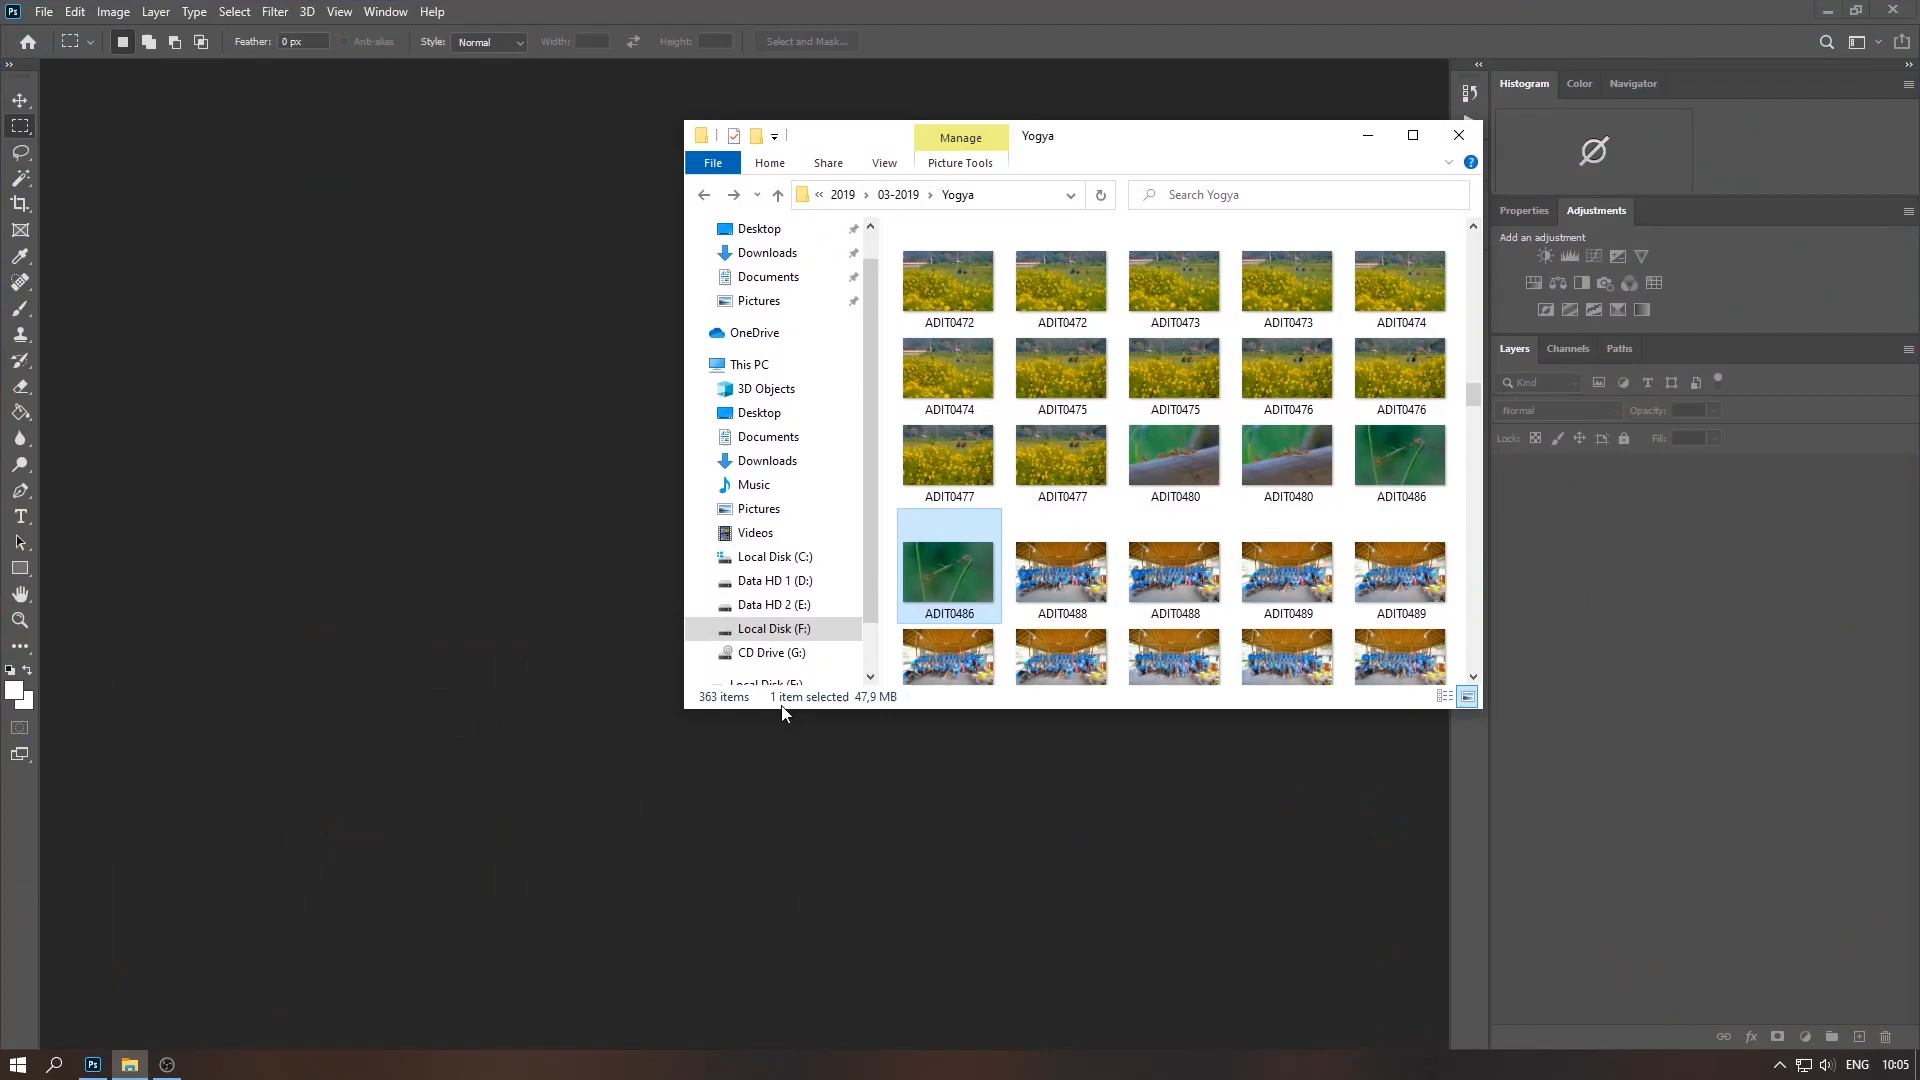 Ps File Edit Image Layer Type Select Filter 3D View Window Help
Feather: 0 px Anti-alias Style: Normal Width: Height: Select and Mask...
Histogram Color Navigator
Manage Yogya
File Home Share View Picture Tools
« 2019 › 03-2019 › Yogya Search Yogya
Properties Adjustments
Add an adjustment
Desktop
Downloads
Documents
Pictures
OneDrive
This PC
3D Objects
Desktop
Documents
Downloads
Music
Pictures
Videos
Local Disk (C:)
Data HD 1 (D:)
Data HD 2 (E:)
Local Disk (F:)
CD Drive (G:)
ADIT0472 ADIT0472 ADIT0473 ADIT0473 ADIT0474
ADIT0474 ADIT0475 ADIT0475 ADIT0476 ADIT0476
ADIT0477 ADIT0477 ADIT0480 ADIT0480 ADIT0486
ADIT0486 ADIT0488 ADIT0488 ADIT0489 ADIT0489
363 items 1 item selected 47,9 MB
Layers Channels Paths
Kind
Normal Opacity:
Lock: Fill:
fx
Ps ENG 10:05